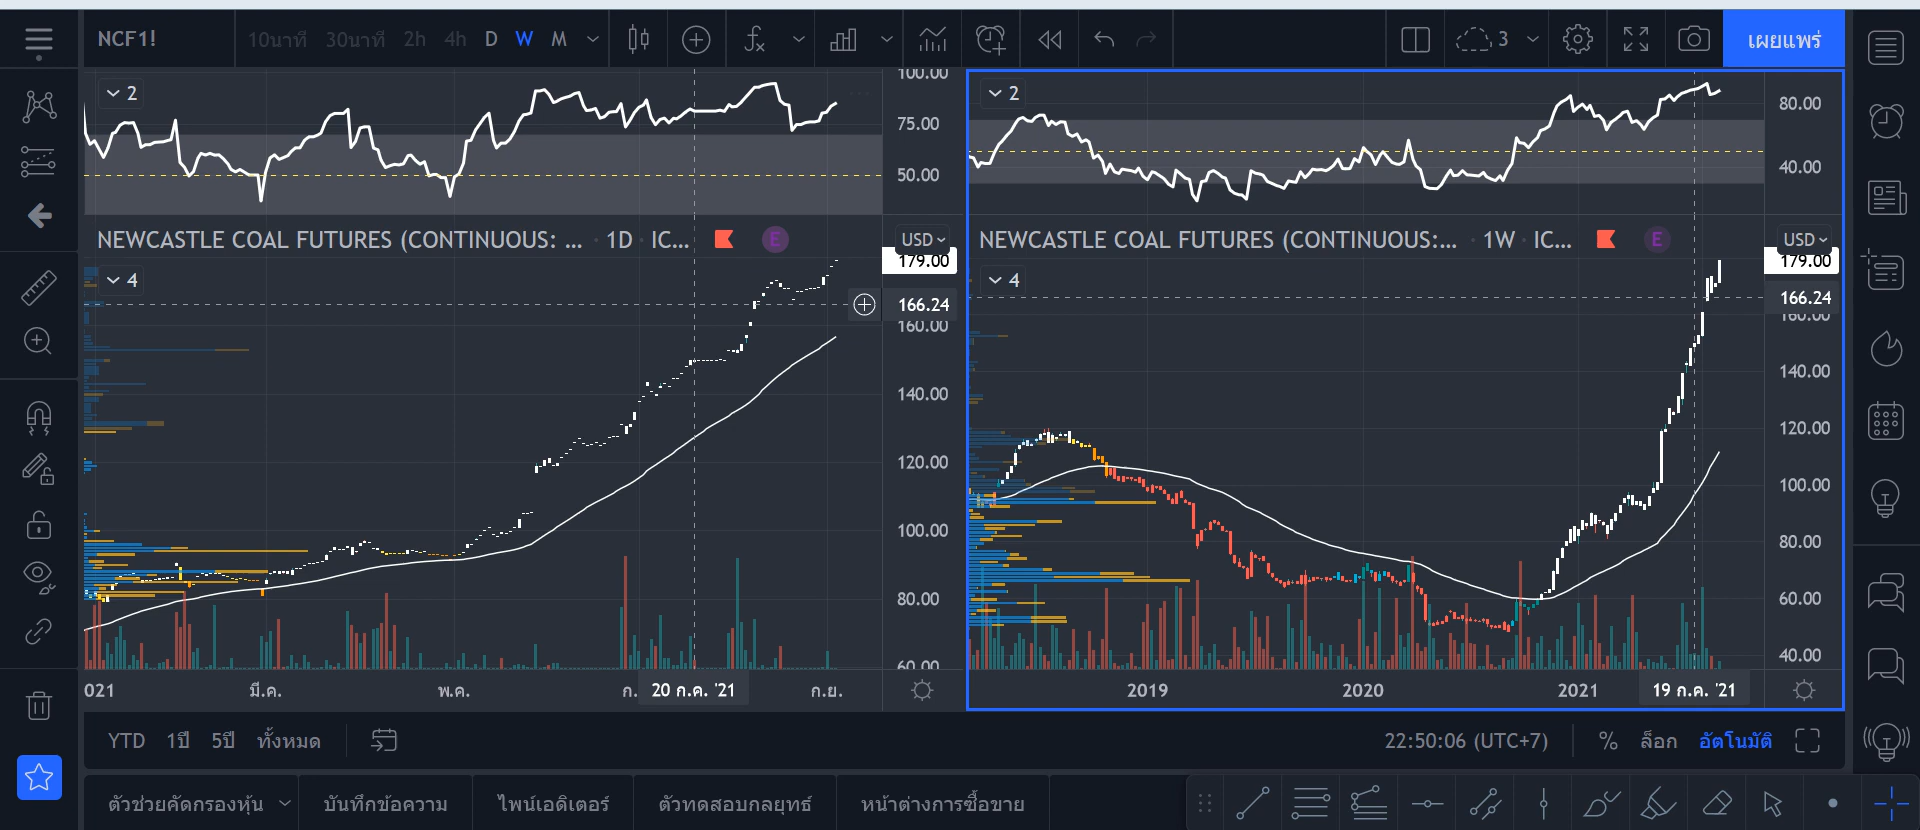 NCF1! 10นาที 30นาที 2h 4h D W M 3 เผยแพร่
2
100.00
75.00
50.00
NEWCASTLE COAL FUTURES (CONTINUOUS: ... · 1D · IC... E
USD
179.00
4
166.24
160.00
140.00
120.00
100.00
80.00
60.00
021 มี.ค. พ.ค. ก. 20 ก.ค. '21 ก.ย.
2
80.00
40.00
NEWCASTLE COAL FUTURES (CONTINUOUS:... · 1W · IC... E
USD
179.00
4
166.24
160.00
140.00
120.00
100.00
80.00
60.00
40.00
2019 2020 2021 19 ก.ค. '21
YTD 1ปี 5ปี ทั้งหมด 22:50:06 (UTC+7) % ล็อก อัตโนมัติ
ตัวช่วยคัดกรองหุ้น บันทึกข้อความ ไพน์เอดิเตอร์ ตัวทดสอบกลยุทธ์ หน้าต่างการซื้อขาย